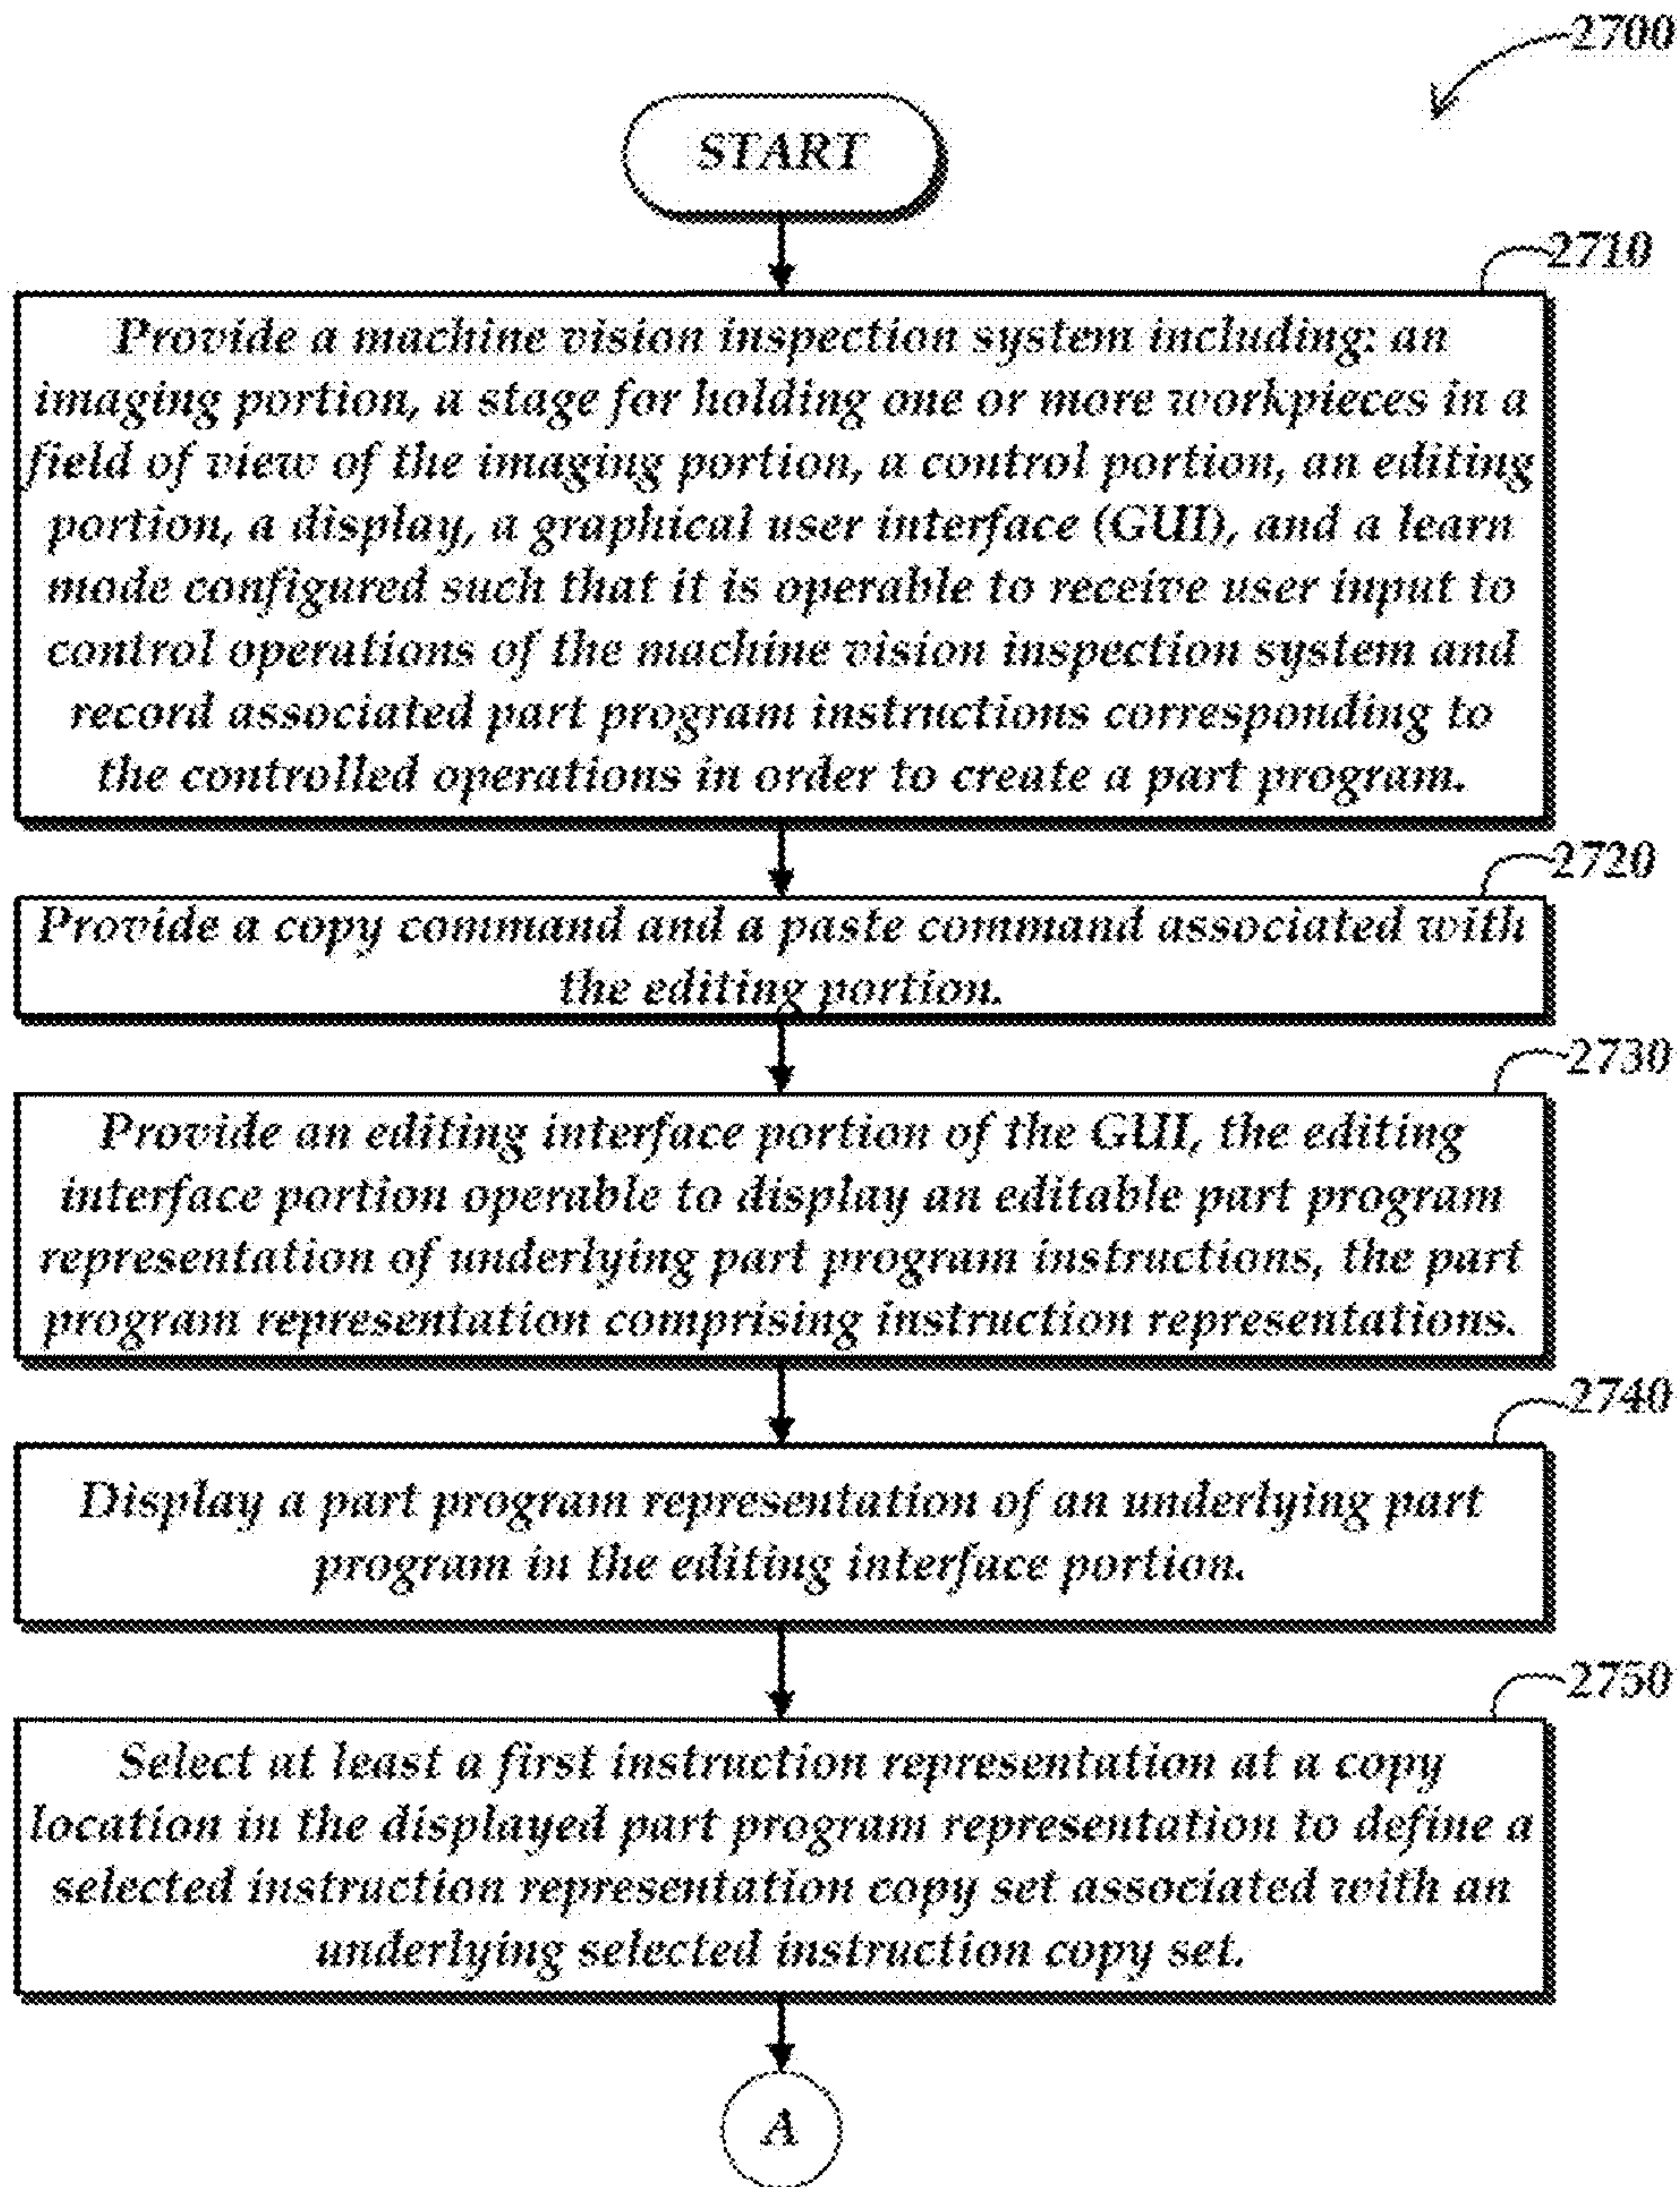 2700
START
2710
Provide a machine vision inspection system including: an
imaging portion, a stage for holding one or more workpieces in a
field of view of the imaging portion, a control portion, an editing
portion, a display, a graphical user interface (GUI), and a learn
mode configured such that it is operable to receive user input to
control operations of the machine vision inspection system and
record associated part program instructions corresponding to
the controlled operations in order to create a part program.
2720
Provide a copy command and a paste command associated with
the editing portion.
2730
Provide an editing interface portion of the GUI, the editing
interface portion operable to display an editable part program
representation of underlying part program instructions, the part
program representation comprising instruction representations.
2740
Display a part program representation of an underlying part
program in the editing interface portion.
2750
Select at least a first instruction representation at a copy
location in the displayed part program representation to define a
selected instruction representation copy set associated with an
underlying selected instruction copy set.
A